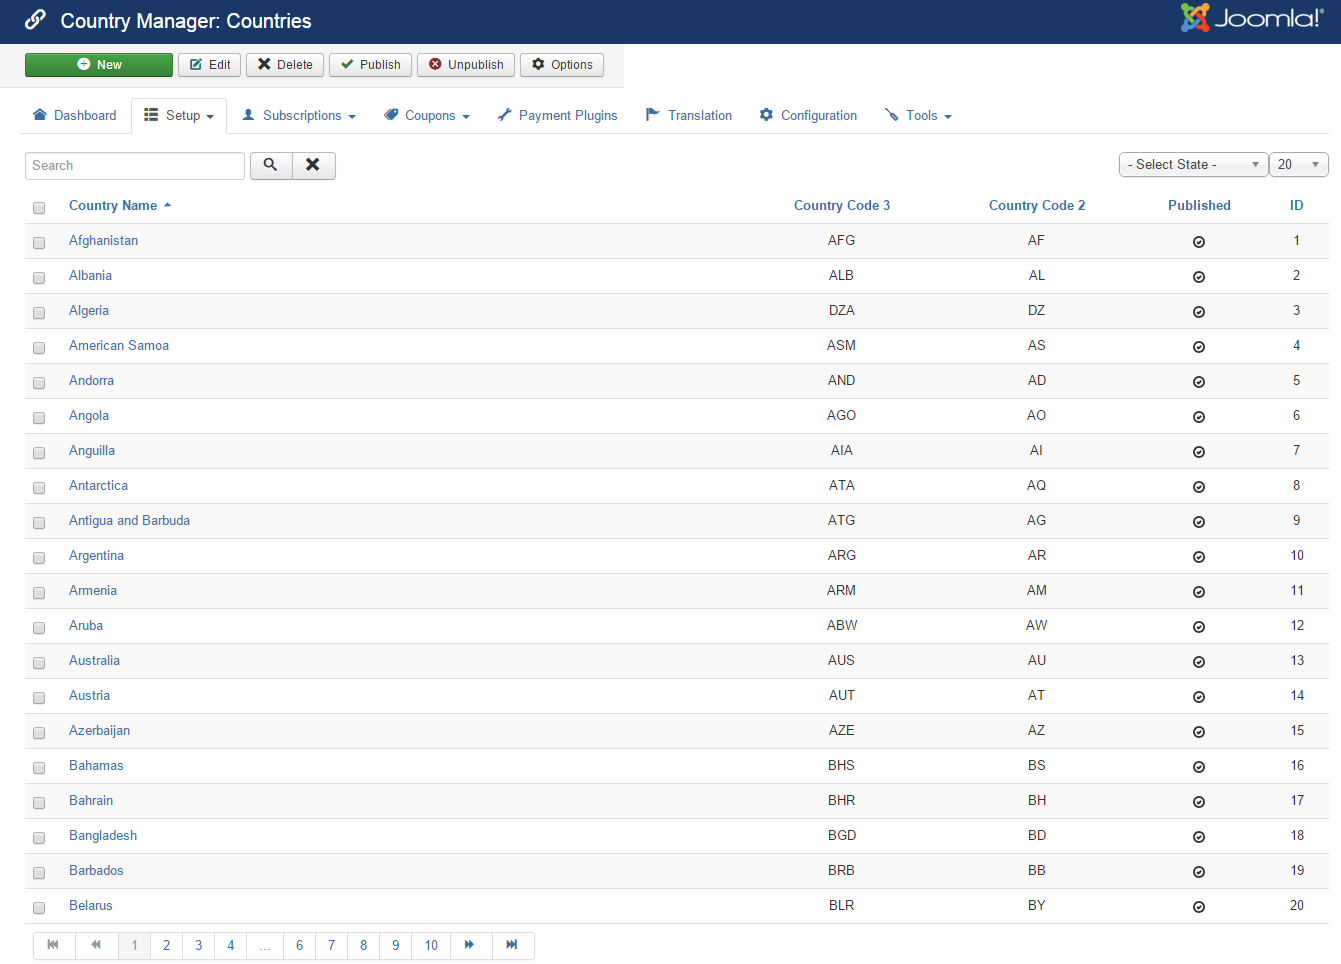 Country Manager: Countries
Joomla!®
New Edit Delete Publish Unpublish Options
Dashboard Setup Subscriptions Coupons Payment Plugins Translation Configuration Tools
Search - Select State - 20
Country Name Country Code 3 Country Code 2 Published ID
Afghanistan AFG AF 1
Albania ALB AL 2
Algeria DZA DZ 3
American Samoa ASM AS 4
Andorra AND AD 5
Angola AGO AO 6
Anguilla AIA AI 7
Antarctica ATA AQ 8
Antigua and Barbuda ATG AG 9
Argentina ARG AR 10
Armenia ARM AM 11
Aruba ABW AW 12
Australia AUS AU 13
Austria AUT AT 14
Azerbaijan AZE AZ 15
Bahamas BHS BS 16
Bahrain BHR BH 17
Bangladesh BGD BD 18
Barbados BRB BB 19
Belarus BLR BY 20
1 2 3 4 ... 6 7 8 9 10